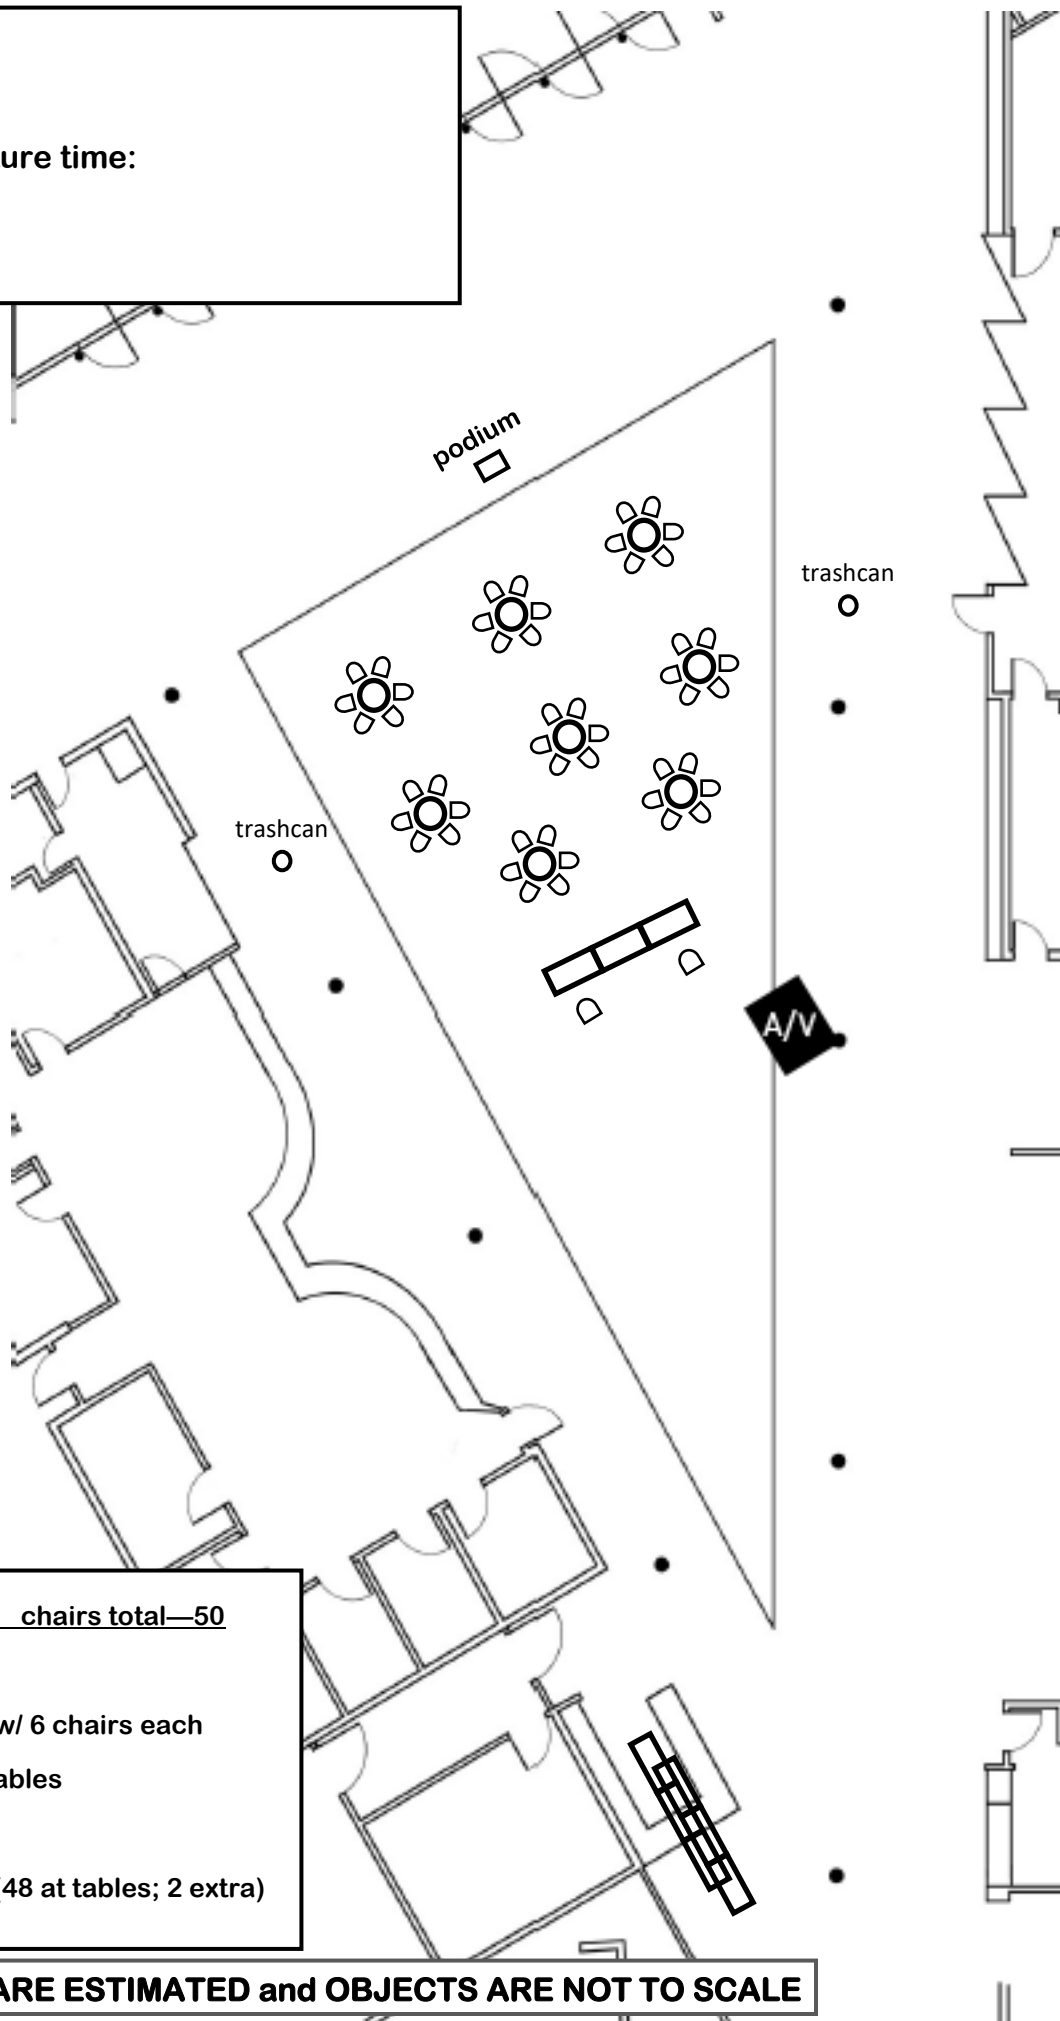 ure time:
podium
trashcan
trashcan
A/V
chairs total—50
w/ 6 chairs each
ables
(48 at tables; 2 extra)
ARE ESTIMATED and OBJECTS ARE NOT TO SCALE